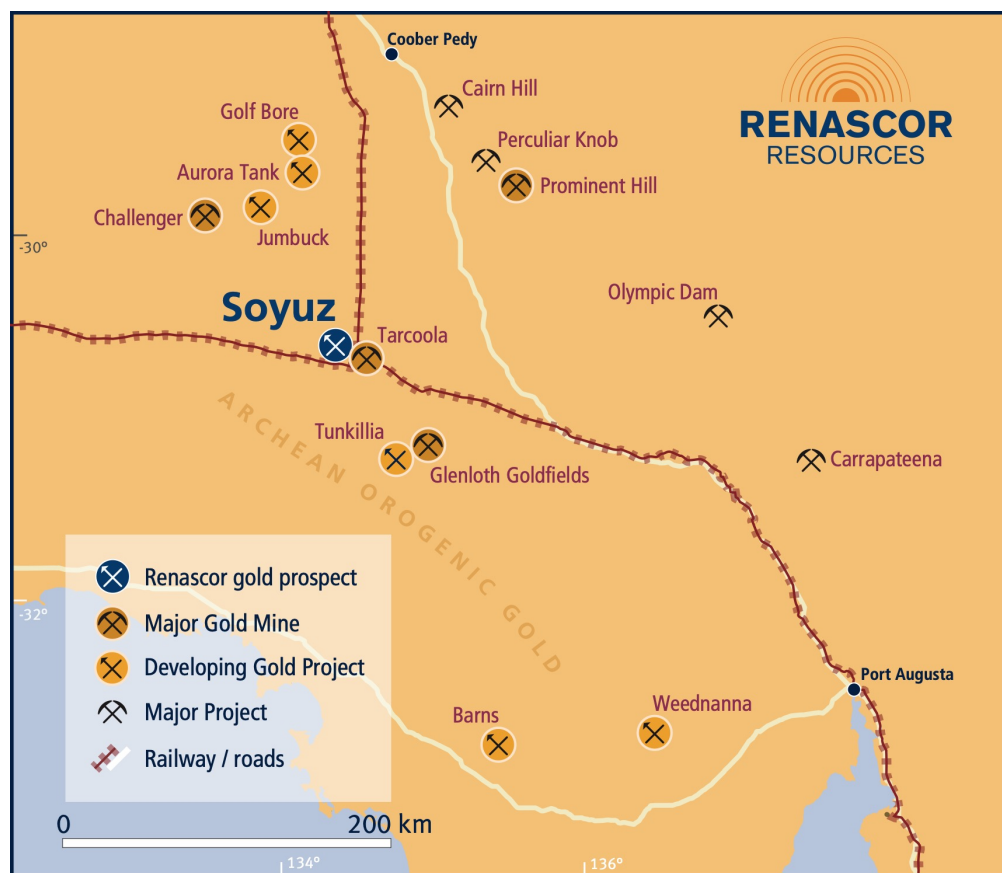 Coober Pedy
Cairn Hill
RENASCOR
RESOURCES
Golf Bore
Perculiar Knob
Aurora Tank
Prominent Hill
Challenger
Jumbuck
-30°
Olympic Dam
Soyuz
Tarcoola
ARCHEAN OROGENIC GOLD
Tunkillia
Glenloth Goldfields
Carrapateena
Renascor gold prospect
-32°
Major Gold Mine
Developing Gold Project
Port Augusta
Major Project
Weednanna
Barns
Railway / roads
0
200 km
134°
136°